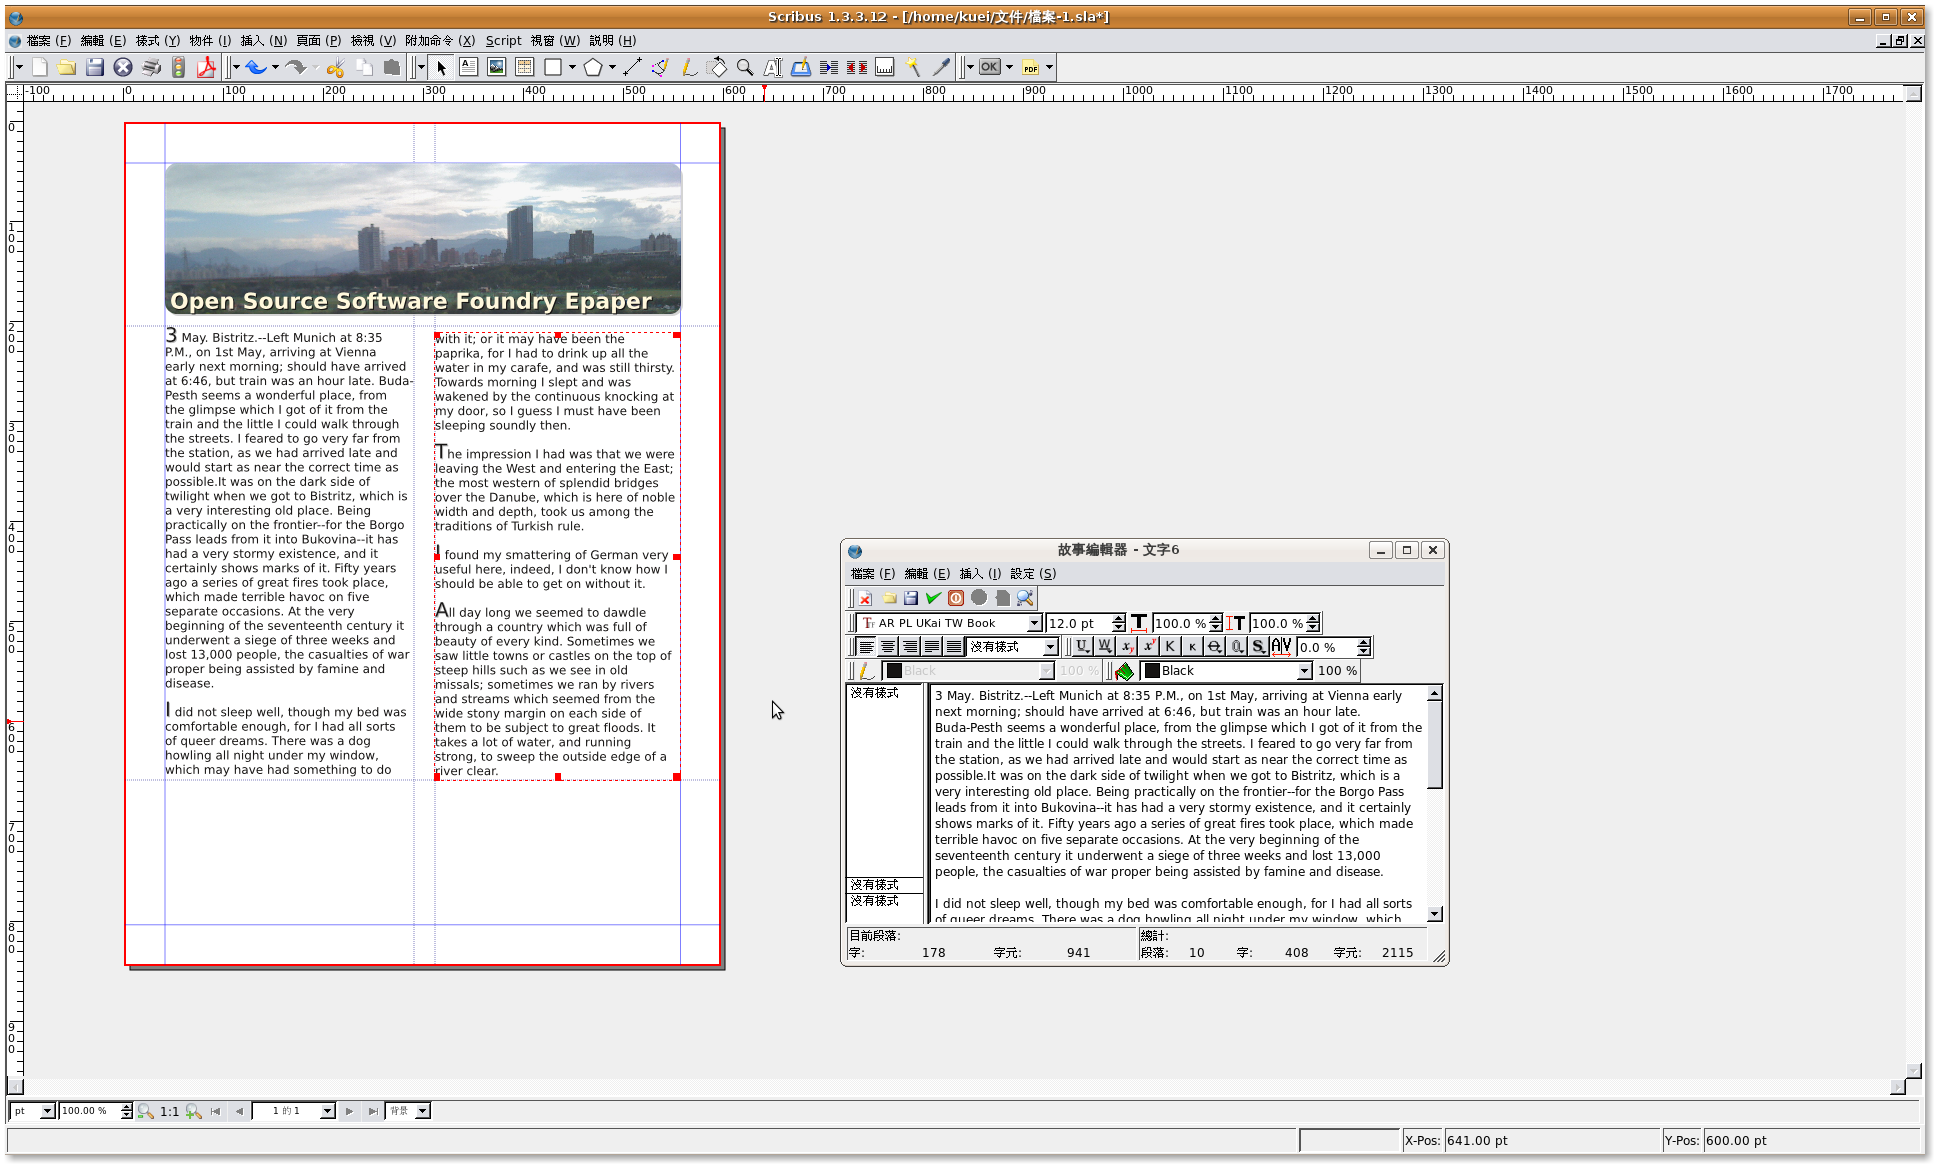 Scribus 1.3.3.12 - [/home/kuei/文件/檔案-1.sla*]
檔案 (F) 編輯 (E) 樣式 (Y) 物件 (I) 插入 (N) 頁面 (P) 檢視 (V) 附加命令 (X) Script 視窗 (W) 說明 (H)
OK PDF
-100 0 100 200 300 400 500 600 700 800 900 1000 1100 1200 1300 1400 1500 1600 1700
0
100
200
300
400
500
600
700
800
900
Open Source Software Foundry Epaper
3 May. Bistritz.--Left Munich at 8:35
P.M., on 1st May, arriving at Vienna
early next morning; should have arrived
at 6:46, but train was an hour late. Buda-
Pesth seems a wonderful place, from
the glimpse which I got of it from the
train and the little I could walk through
the streets. I feared to go very far from
the station, as we had arrived late and
would start as near the correct time as
possible.It was on the dark side of
twilight when we got to Bistritz, which is
a very interesting old place. Being
practically on the frontier--for the Borgo
Pass leads from it into Bukovina--it has
had a very stormy existence, and it
certainly shows marks of it. Fifty years
ago a series of great fires took place,
which made terrible havoc on five
separate occasions. At the very
beginning of the seventeenth century it
underwent a siege of three weeks and
lost 13,000 people, the casualties of war
proper being assisted by famine and
disease.
I did not sleep well, though my bed was
comfortable enough, for I had all sorts
of queer dreams. There was a dog
howling all night under my window,
which may have had something to do
with it; or it may have been the
paprika, for I had to drink up all the
water in my carafe, and was still thirsty.
Towards morning I slept and was
wakened by the continuous knocking at
my door, so I guess I must have been
sleeping soundly then.
The impression I had was that we were
leaving the West and entering the East;
the most western of splendid bridges
over the Danube, which is here of noble
width and depth, took us among the
traditions of Turkish rule.
I found my smattering of German very
useful here, indeed, I don't know how I
should be able to get on without it.
All day long we seemed to dawdle
through a country which was full of
beauty of every kind. Sometimes we
saw little towns or castles on the top of
steep hills such as we see in old
missals; sometimes we ran by rivers
and streams which seemed from the
wide stony margin on each side of
them to be subject to great floods. It
takes a lot of water, and running
strong, to sweep the outside edge of a
river clear.
故事編輯器 - 文字6
檔案 (F) 編輯 (E) 插入 (I) 設定 (S)
AR PL UKai TW Book 12.0 pt 100.0 % 100.0 %
沒有樣式 0.0 %
Black 100 % Black 100 %
沒有樣式
沒有樣式
沒有樣式
3 May. Bistritz.--Left Munich at 8:35 P.M., on 1st May, arriving at Vienna early
next morning; should have arrived at 6:46, but train was an hour late.
Buda-Pesth seems a wonderful place, from the glimpse which I got of it from the
train and the little I could walk through the streets. I feared to go very far from
the station, as we had arrived late and would start as near the correct time as
possible.It was on the dark side of twilight when we got to Bistritz, which is a
very interesting old place. Being practically on the frontier--for the Borgo Pass
leads from it into Bukovina--it has had a very stormy existence, and it certainly
shows marks of it. Fifty years ago a series of great fires took place, which made
terrible havoc on five separate occasions. At the very beginning of the
seventeenth century it underwent a siege of three weeks and lost 13,000
people, the casualties of war proper being assisted by famine and disease.
I did not sleep well, though my bed was comfortable enough, for I had all sorts
of queer dreams. There was a dog howling all night under my window, which
目前段落: 總計:
字: 178 字元: 941 段落: 10 字: 408 字元: 2115
pt 100.00 % 1:1 1 的 1 背景
X-Pos: 641.00 pt Y-Pos: 600.00 pt